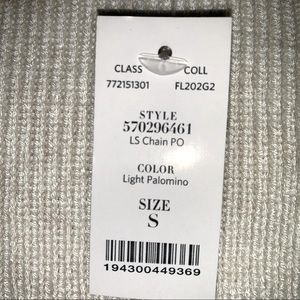 CLASS COLL
772151301 FL202G2
STYLE
570296461
LS Chain PO
COLOR
Light Palomino
SIZE
S
194300449369